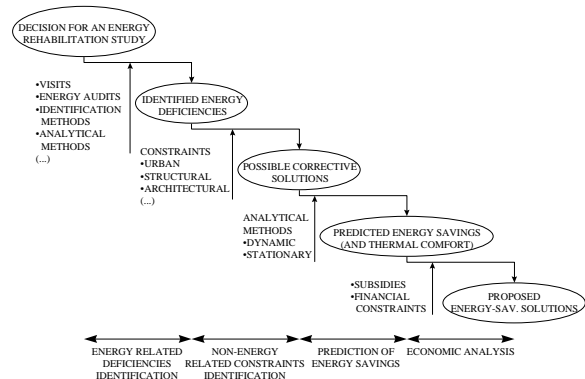 DECISION FOR AN ENERGY
REHABILITATION STUDY
•VISITS
•ENERGY AUDITS
•IDENTIFICATION
METHODS
•ANALYTICAL
METHODS
(...)
IDENTIFIED ENERGY
DEFICIENCIES
CONSTRAINTS
•URBAN
•STRUCTURAL
•ARCHITECTURAL
(...)
POSSIBLE CORRECTIVE
SOLUTIONS
ANALYTICAL
METHODS
•DYNAMIC
•STATIONARY
PREDICTED ENERGY SAVINGS
(AND THERMAL COMFORT)
•SUBSIDIES
•FINANCIAL
CONSTRAINTS
PROPOSED
ENERGY-SAV. SOLUTIONS
ENERGY RELATED
DEFICIENCIES
IDENTIFICATION
NON-ENERGY
RELATED CONSTRAINTS
IDENTIFICATION
PREDICTION OF
ENERGY SAVINGS
ECONOMIC ANALYSIS